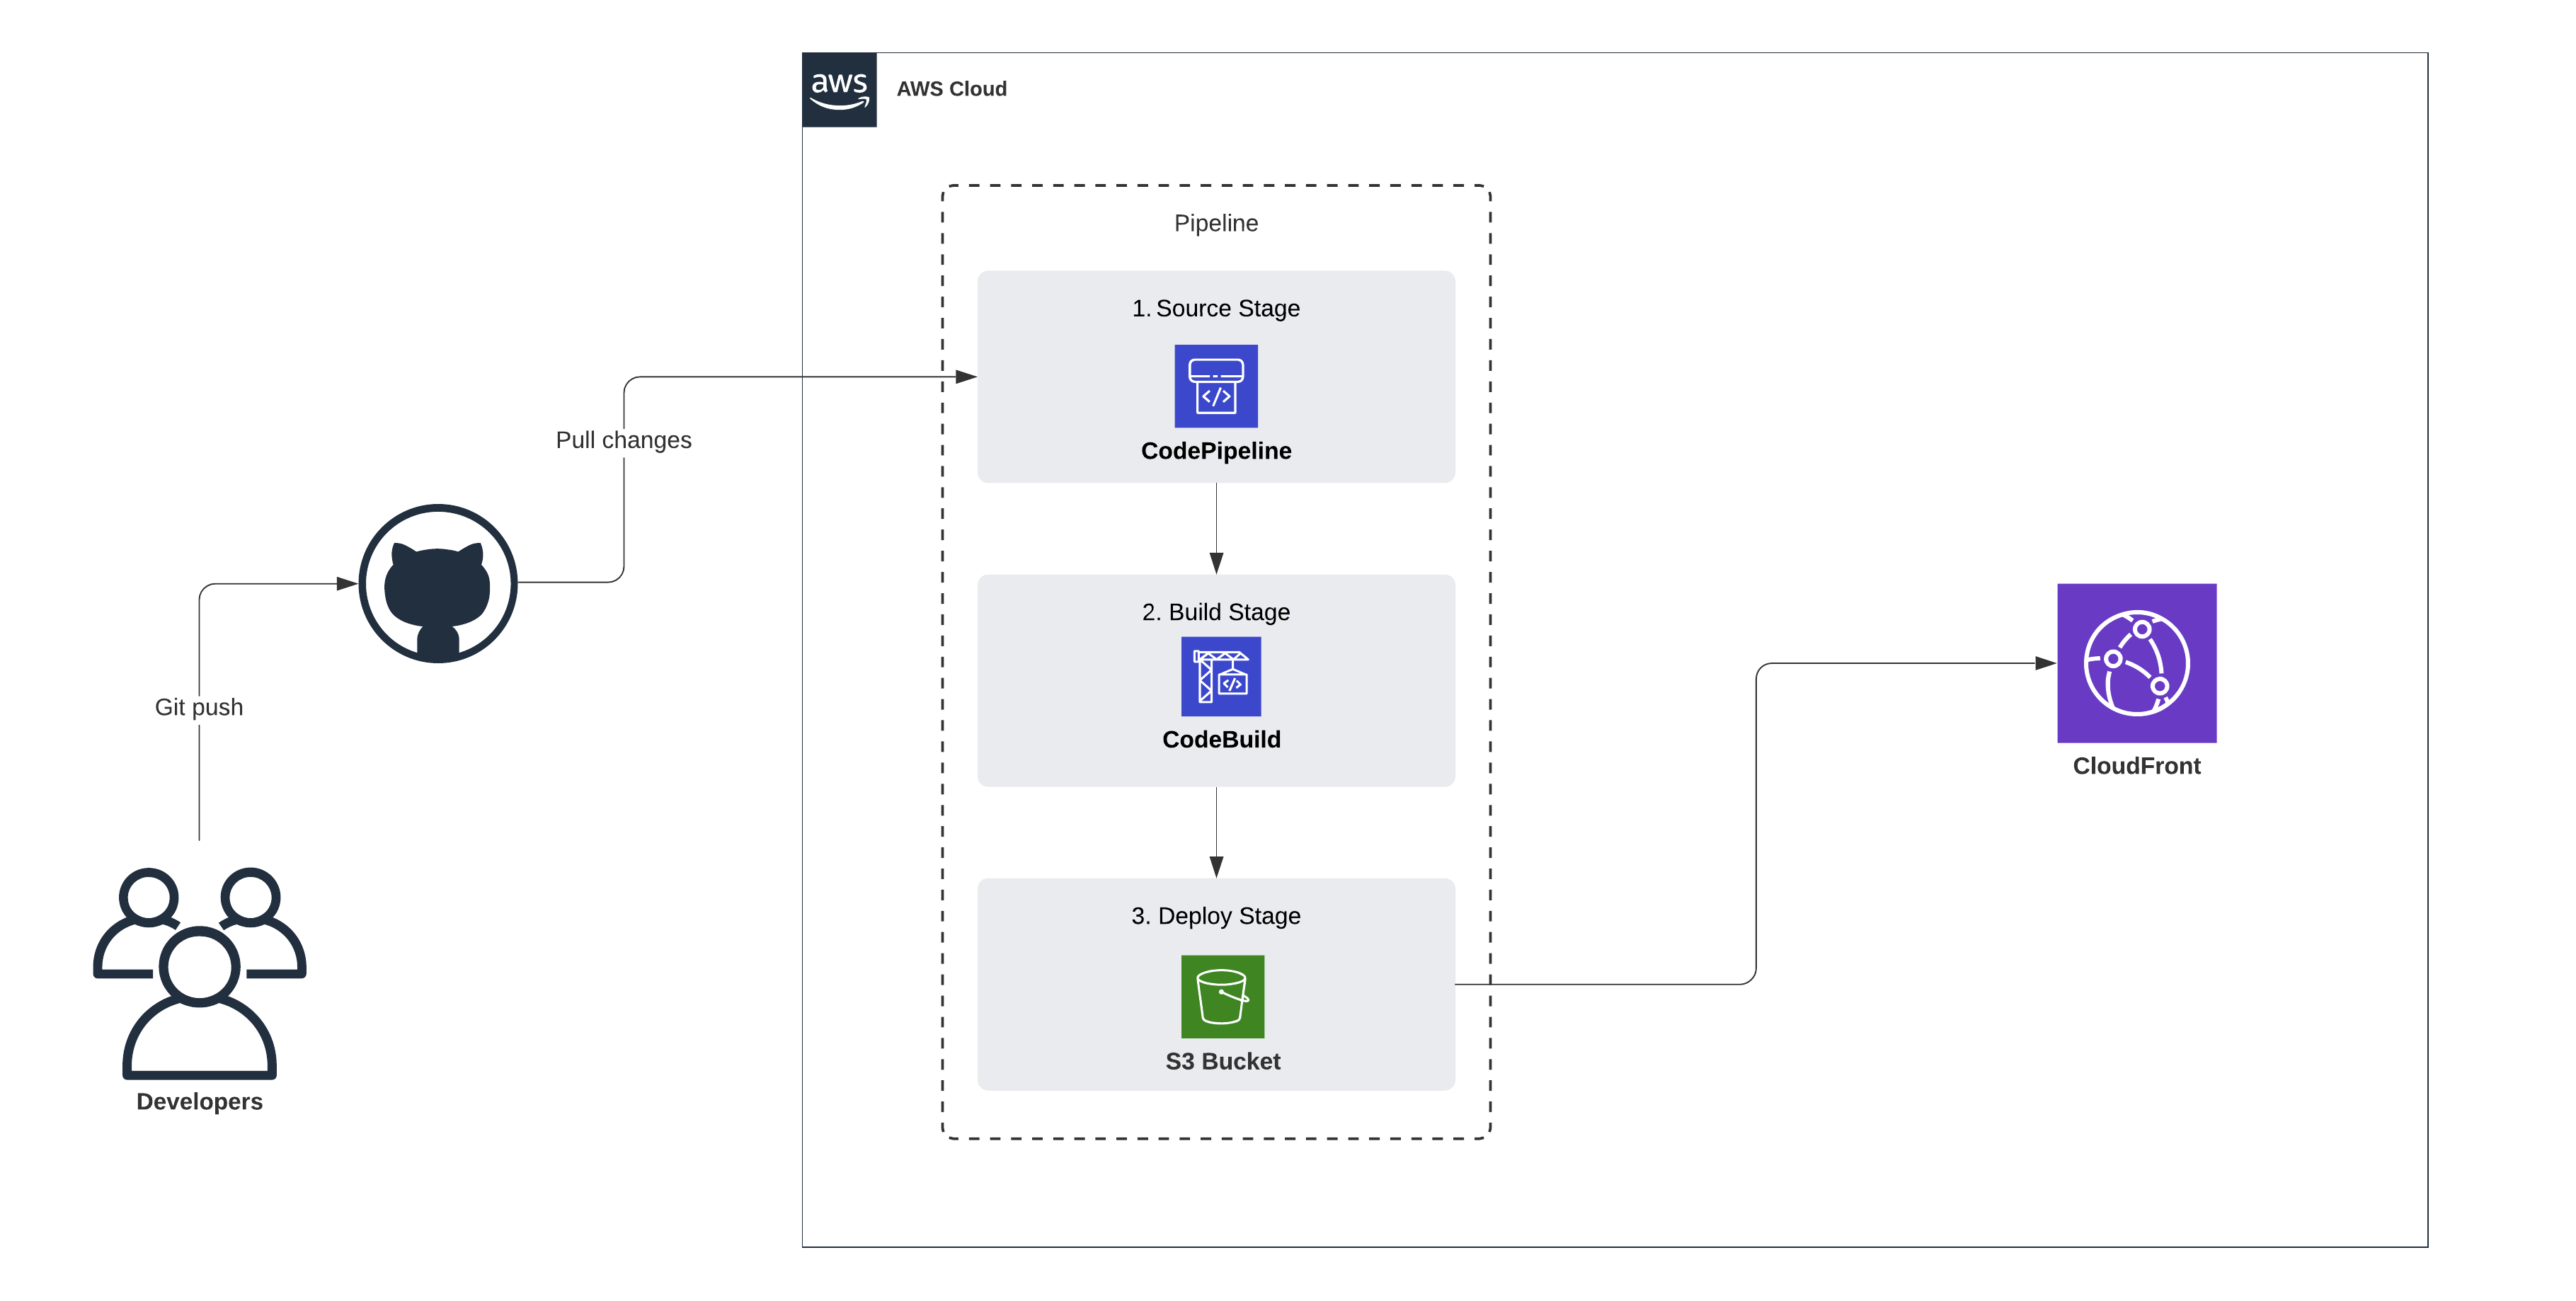 aws
AWS Cloud
Pipeline
1. Source Stage
</>
CodePipeline
Pull changes
2. Build Stage
</>
CodeBuild
Git push
CloudFront
3. Deploy Stage
S3 Bucket
Developers